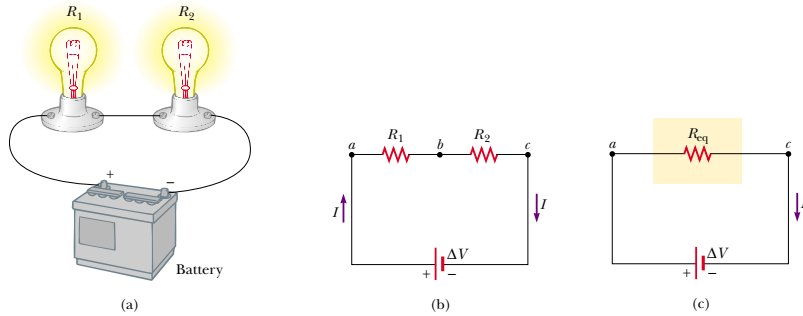 R1 R2
+ −
Battery
(a)
a R1 b R2 c
I I
ΔV
+ −
(b)
Req
a c
I
ΔV
+ −
(c)